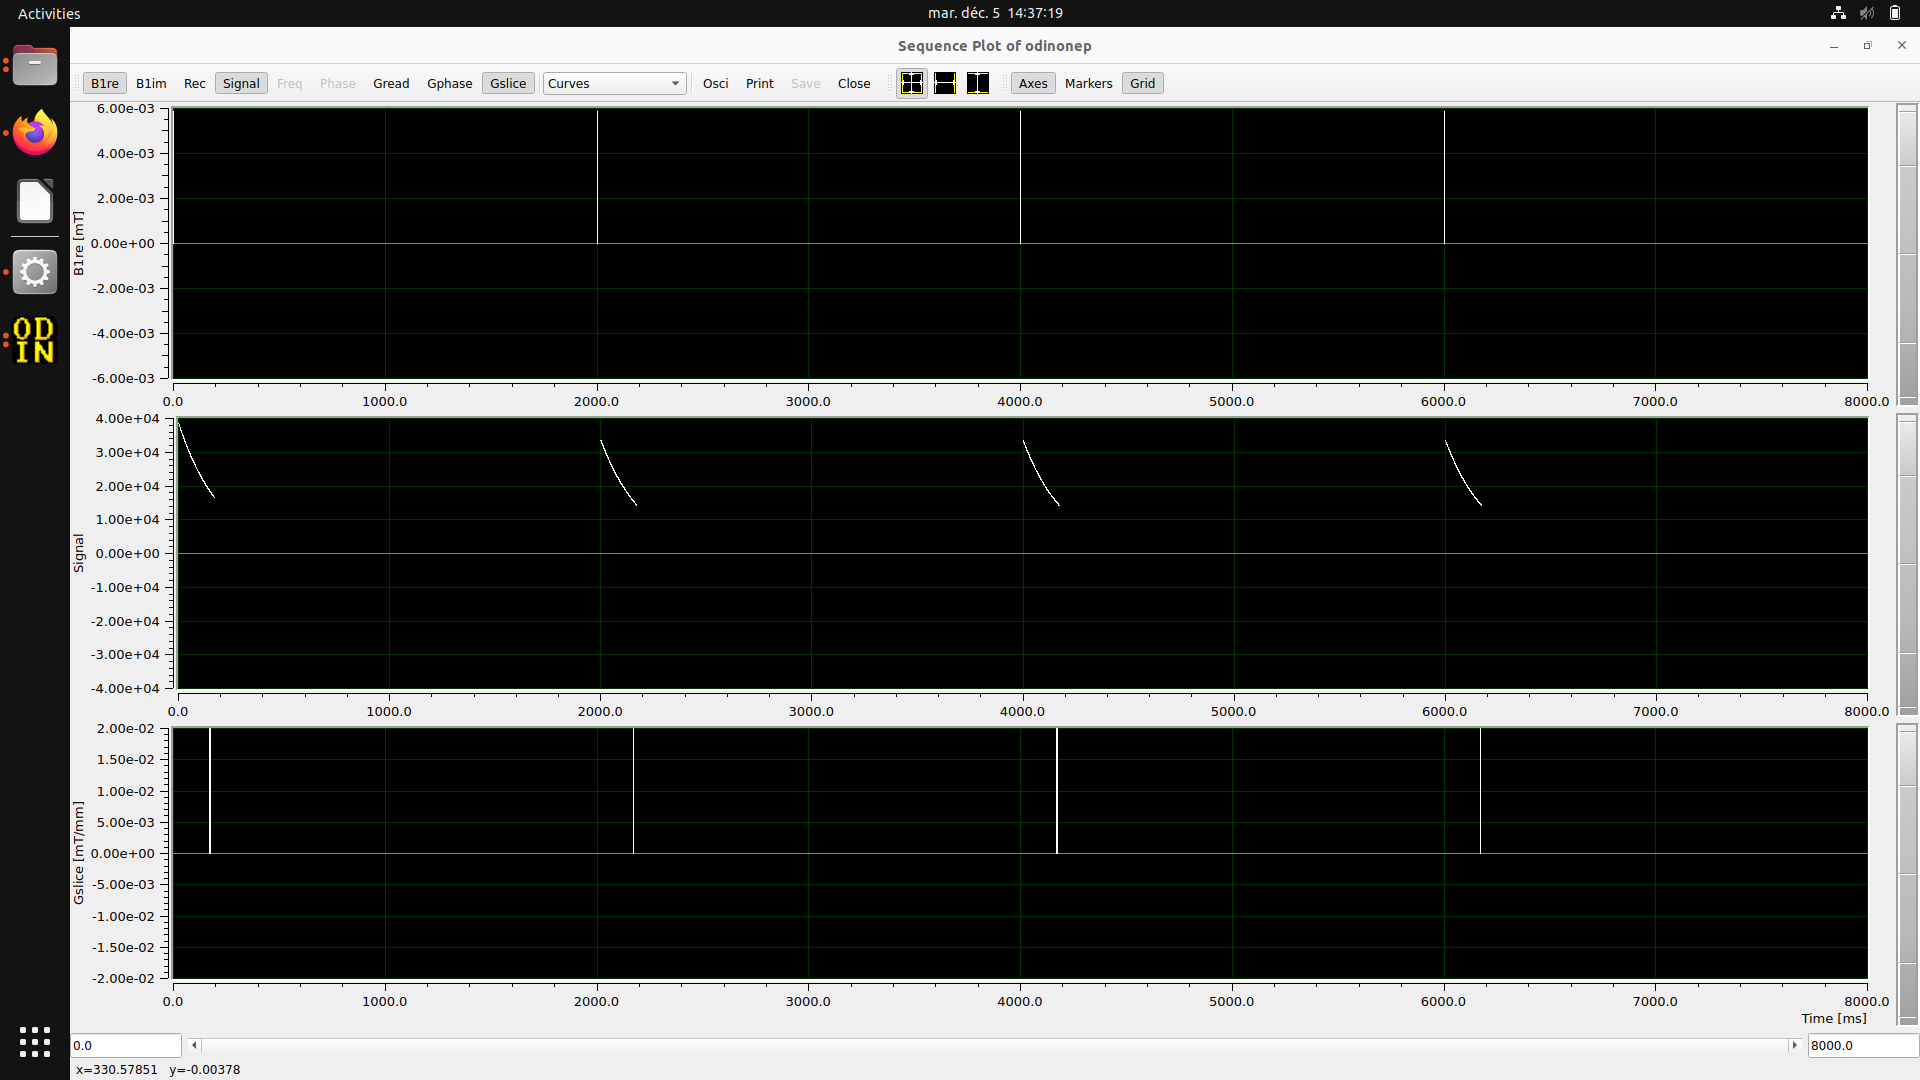 Activities
mar. déc. 5 14:37:19
Sequence Plot of odinonep
B1re B1im Rec Signal Freq Phase Gread Gphase Gslice Curves Osci Print Save Close Axes Markers Grid
B1re [mT]
6.00e-03
4.00e-03
2.00e-03
0.00e+00
-2.00e-03
-4.00e-03
-6.00e-03
0.0 1000.0 2000.0 3000.0 4000.0 5000.0 6000.0 7000.0 8000.0
Signal
4.00e+04
3.00e+04
2.00e+04
1.00e+04
0.00e+00
-1.00e+04
-2.00e+04
-3.00e+04
-4.00e+04
0.0 1000.0 2000.0 3000.0 4000.0 5000.0 6000.0 7000.0 8000.0
Gslice [mT/mm]
2.00e-02
1.50e-02
1.00e-02
5.00e-03
0.00e+00
-5.00e-03
-1.00e-02
-1.50e-02
-2.00e-02
0.0 1000.0 2000.0 3000.0 4000.0 5000.0 6000.0 7000.0 8000.0
Time [ms]
0.0 8000.0
x=330.57851 y=-0.00378
OD
IN